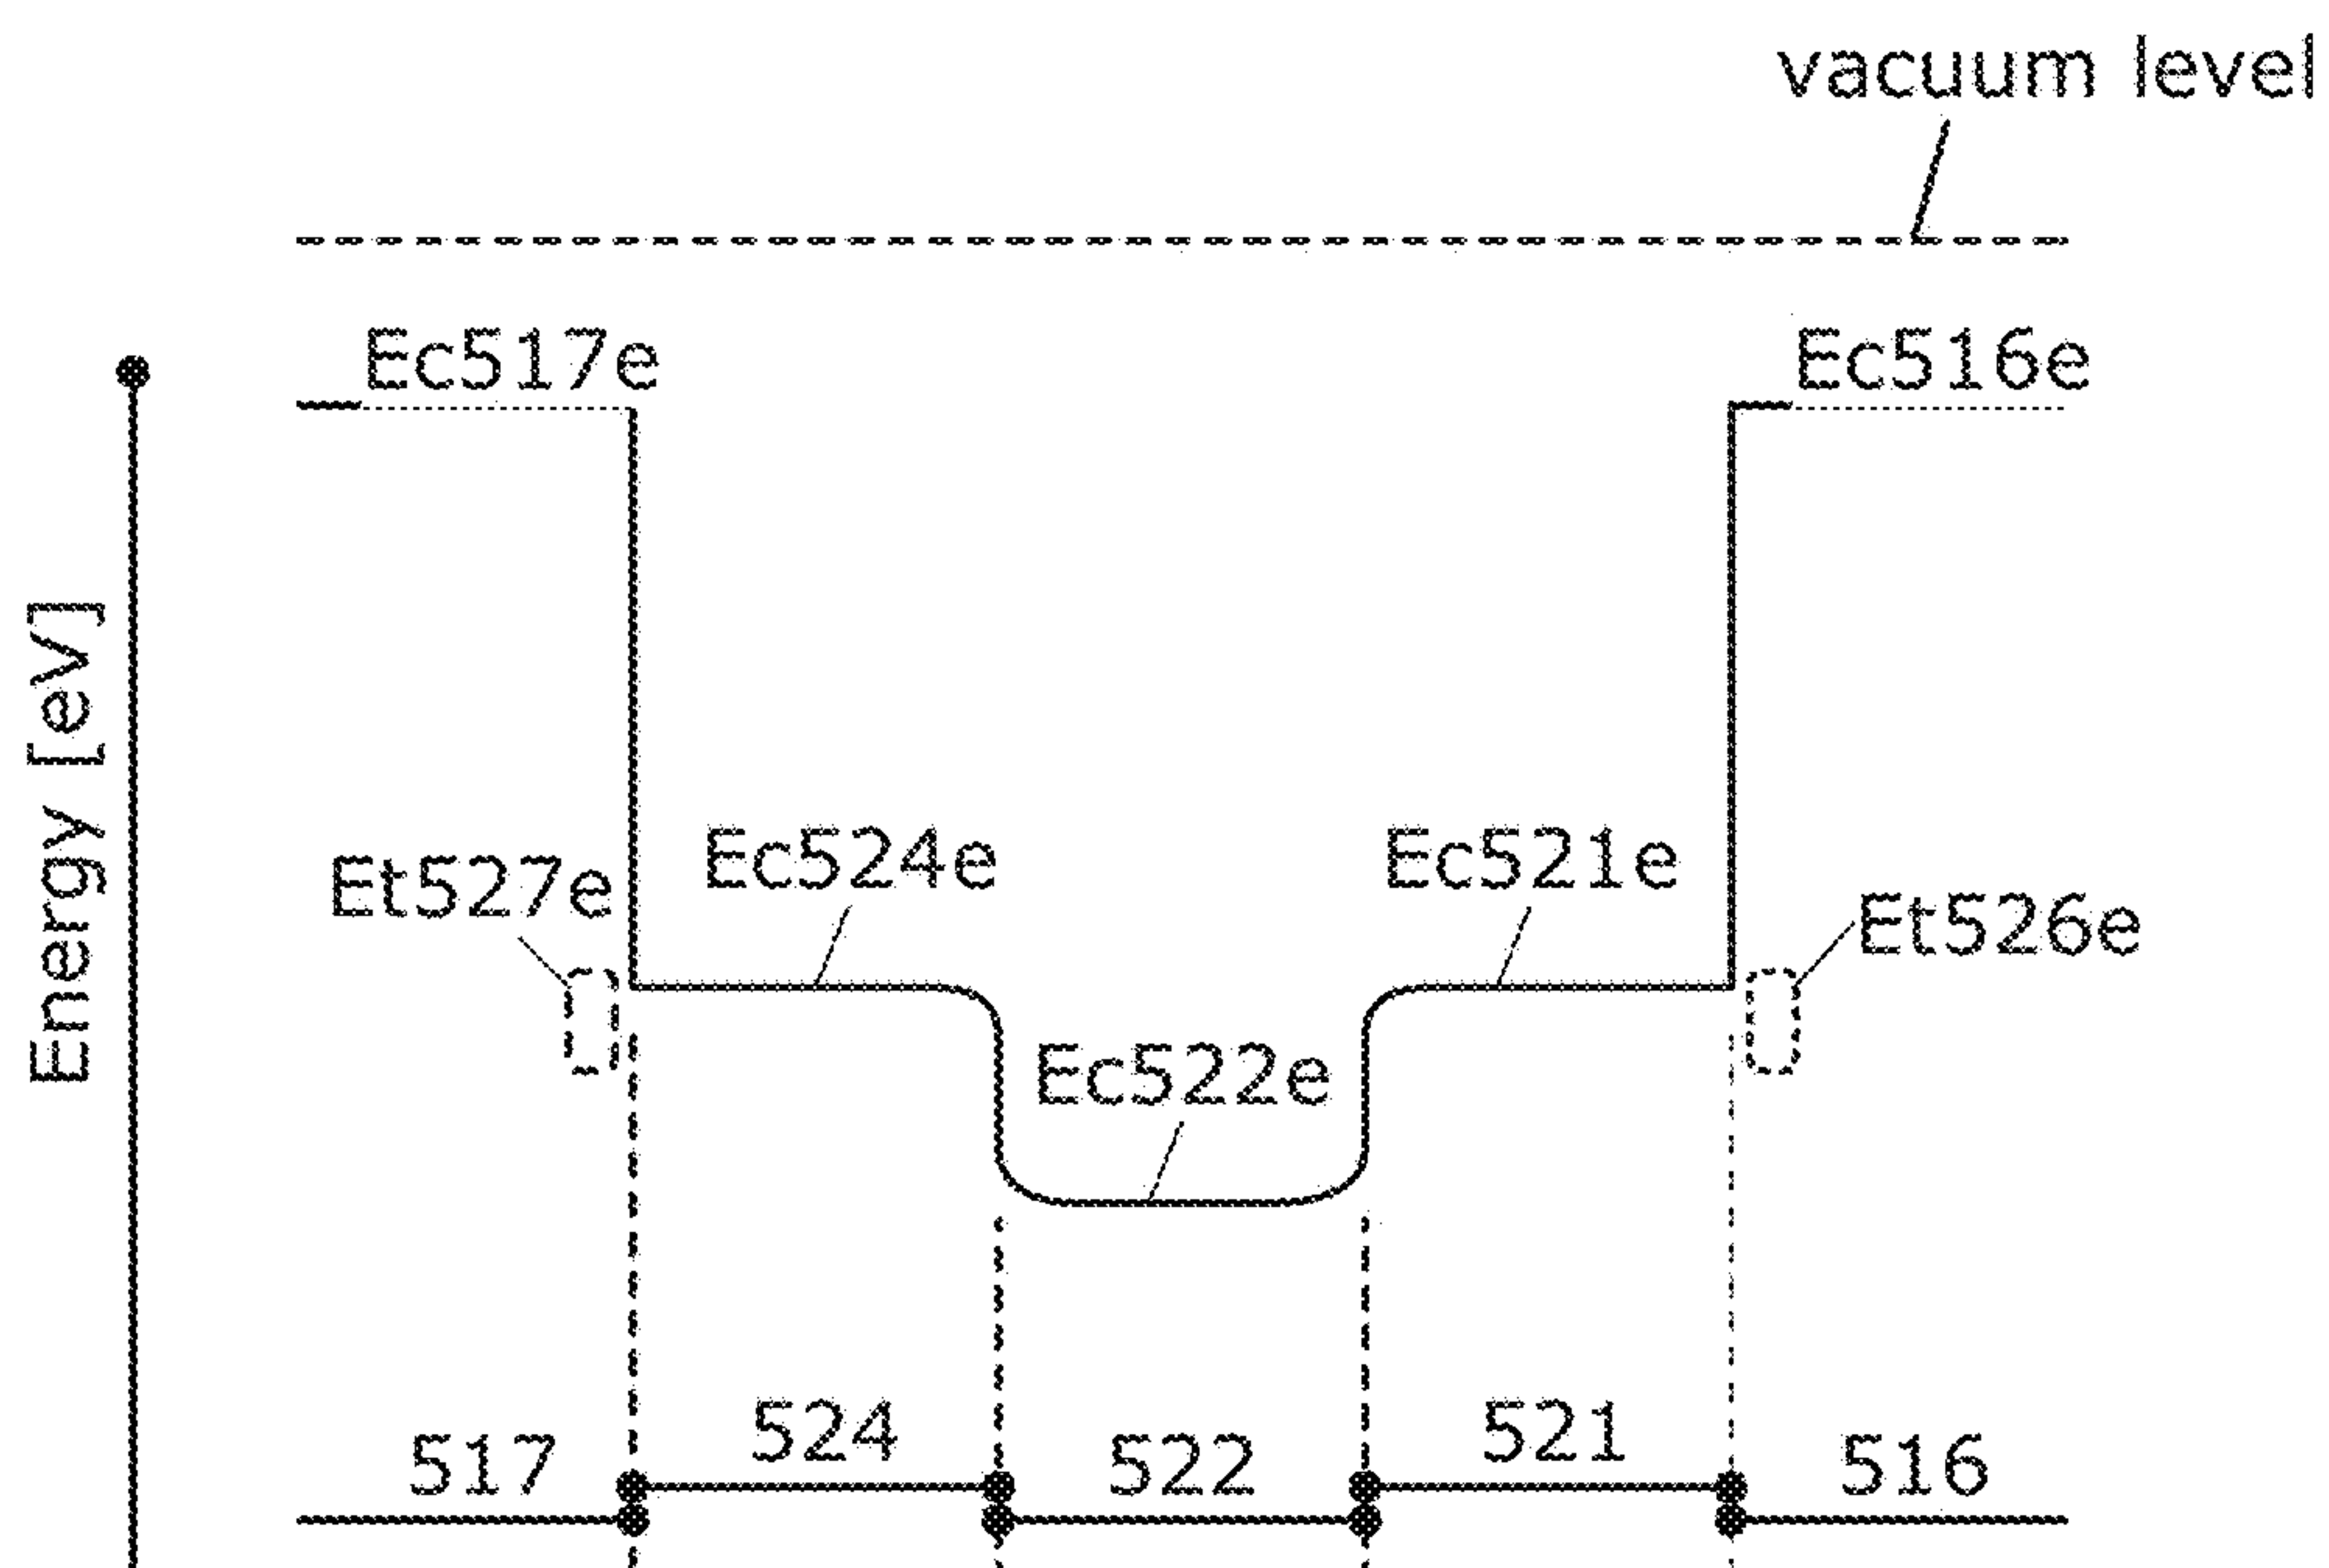 vacuum level
Ec517e
Ec516e
Energy [eV]
Ec524e
Ec521e
Et527e
Et526e
Ec522e
524
521
517
522
516